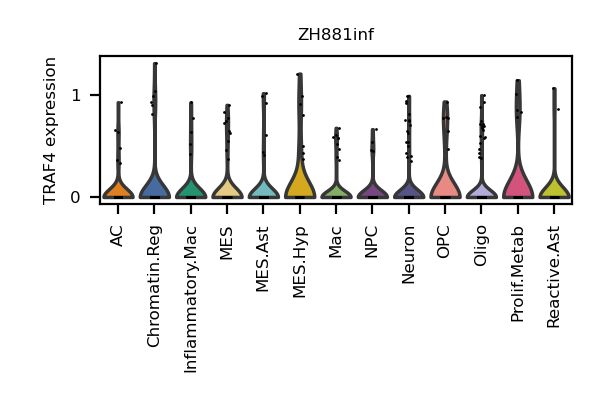 ZH881inf
TRAF4 expression
1
0
AC
Chromatin.Reg
Inflammatory.Mac
MES
MES.Ast
MES.Hyp
Mac
NPC
Neuron
OPC
Oligo
Prolif.Metab
Reactive.Ast